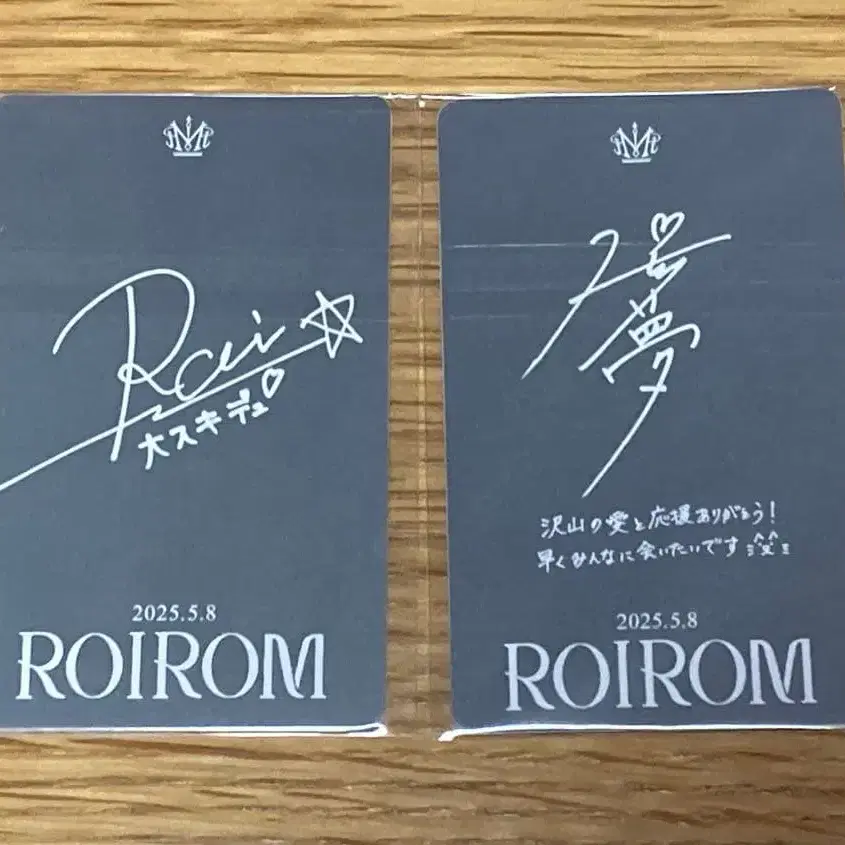 Roi
大スキデュ♡
2025.5.8
ROIROM
大夢
沢山の愛と応援ありがとう！
早くみんなに会いたいです
2025.5.8
ROIROM